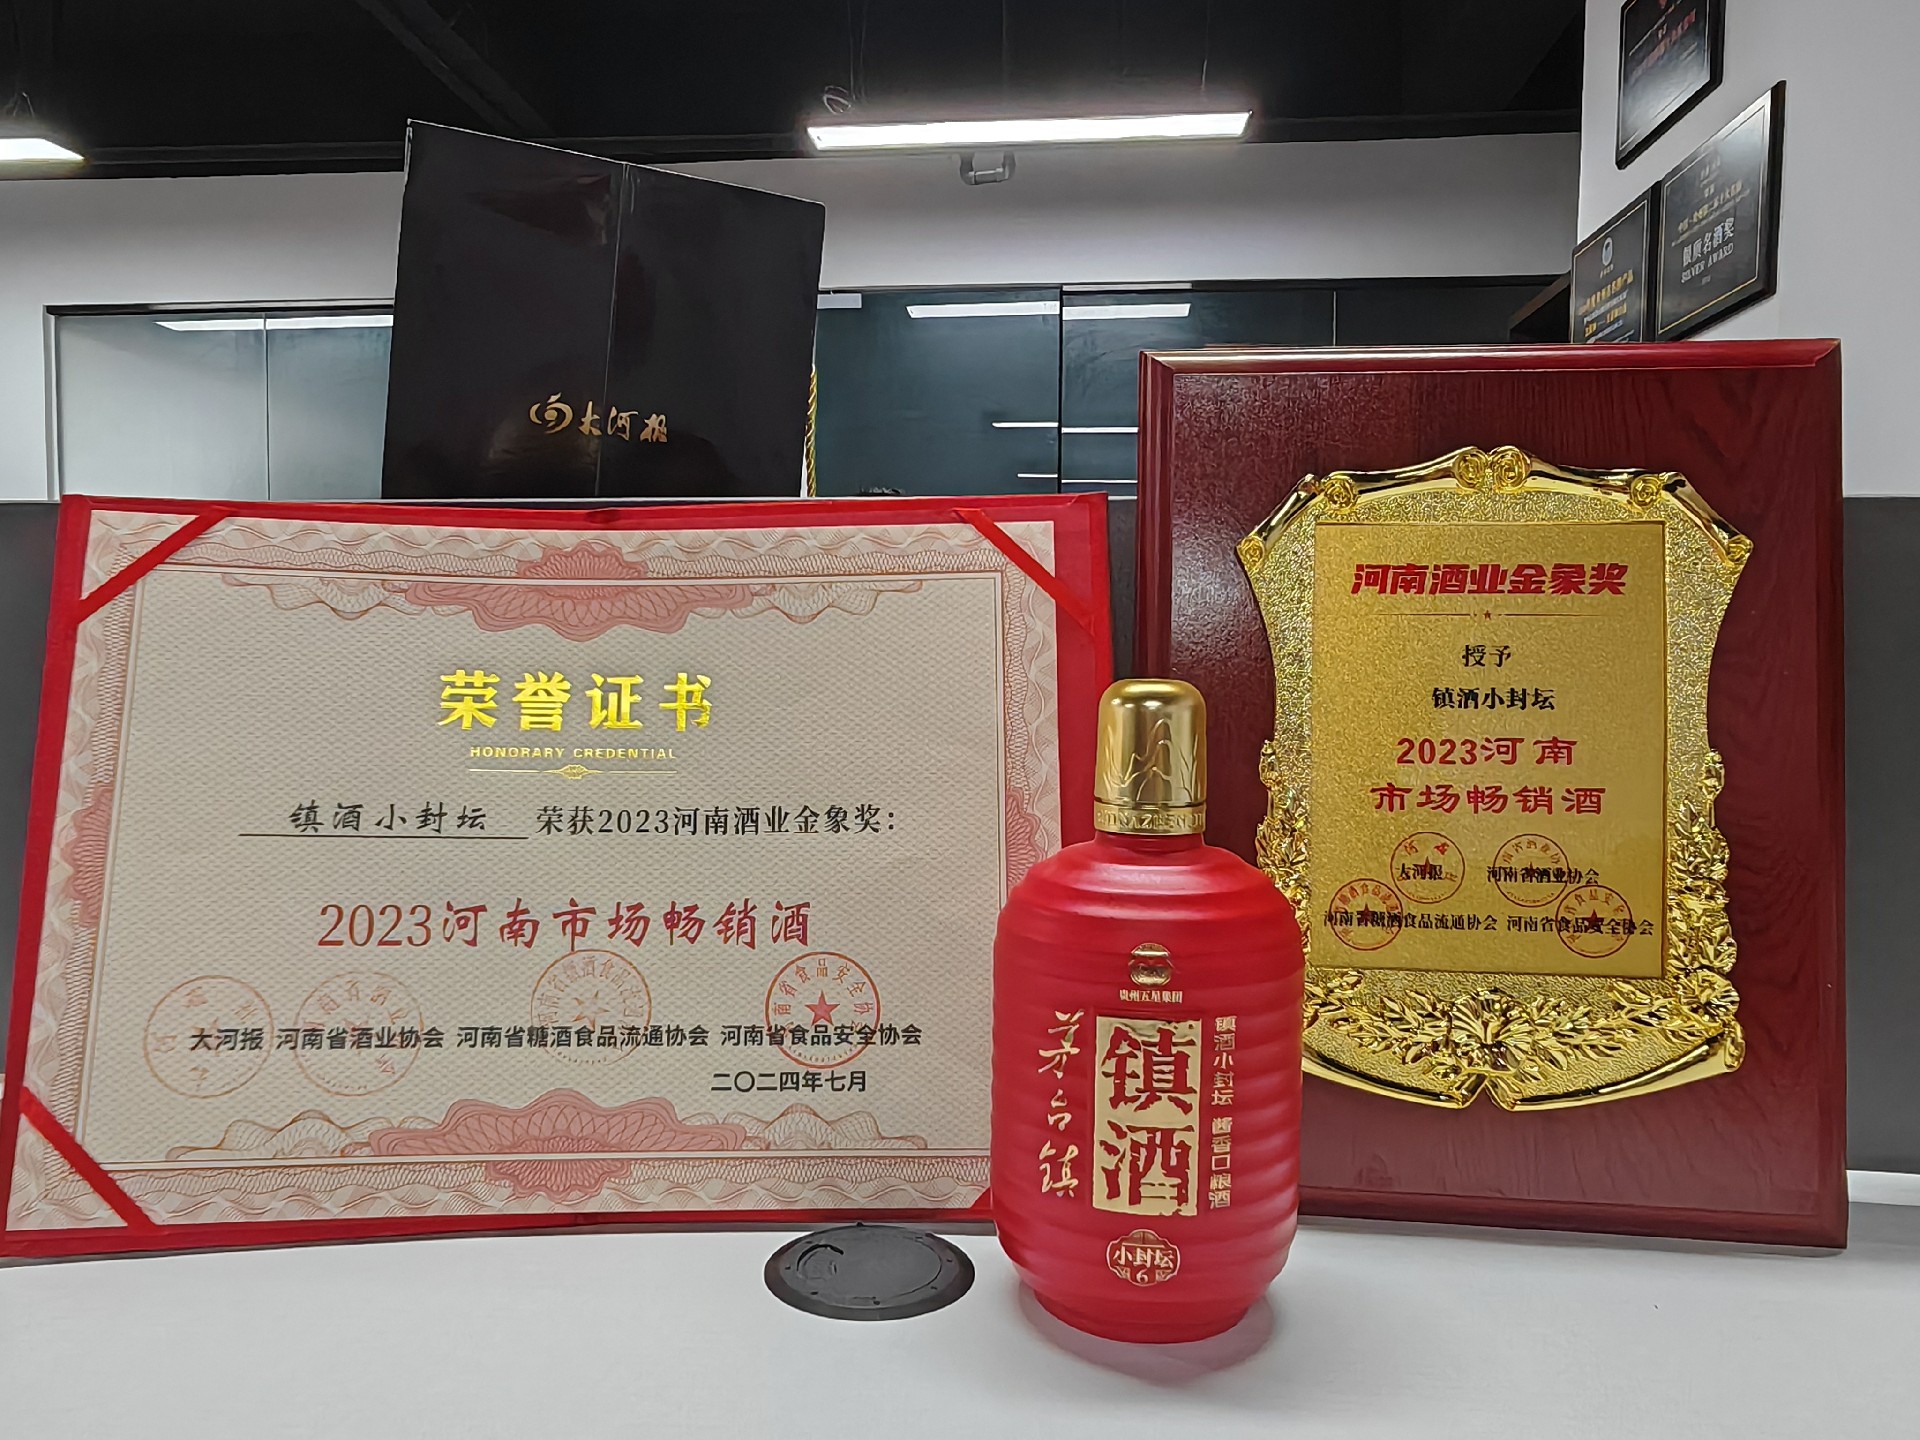 大河报
荣誉证书
HONORARY CREDENTIAL
镇酒小封坛 荣获2023河南酒业金象奖：
2023河南市场畅销酒
大河报 河南省酒业协会 河南省糖酒食品流通协会 河南省食品安全协会
二〇二四年七月
贵州五星集团
茅台镇
镇酒
镇酒小封坛 酱香口粮酒
小封坛
6
河南酒业金象奖
授予
镇酒小封坛
2023河南
市场畅销酒
大河报 河南省酒业协会
河南省糖酒食品流通协会 河南省食品安全协会
银质名酒奖
SILVER AWARD